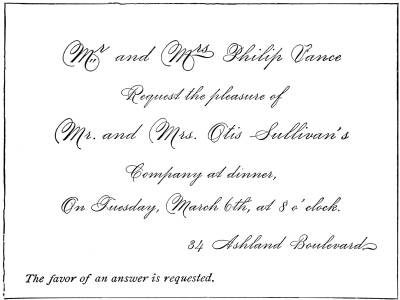 Mr and Mrs Philip Vance
Request the pleasure of
Mr. and Mrs. Otis Sullivan's
Company at dinner,
On Tuesday, March 6th, at 8 o'clock.
34 Ashland Boulevard
The favor of an answer is requested.